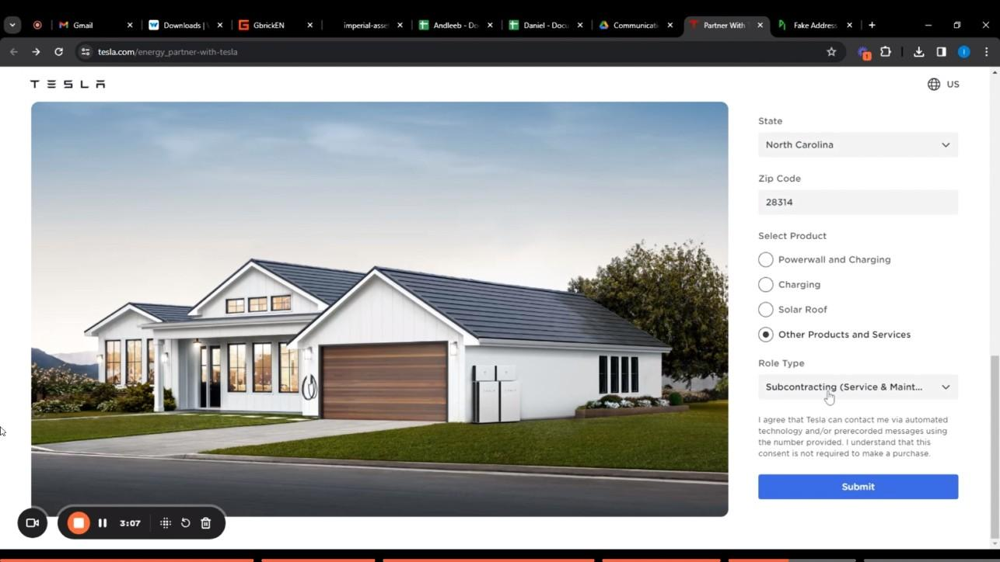 Gmail
Downloads |
GbrickEN
imperial-asse
Andleeb - Do
Daniel - Docu
Communicati
Partner With
Fake Address
tesla.com/energy_partner-with-tesla
1
I
TESLA
US
State
North Carolina
Zip Code
28314
Select Product
Powerwall and Charging
Charging
Solar Roof
Other Products and Services
Role Type
Subcontracting (Service & Maint...
I agree that Tesla can contact me via automated
technology and/or prerecorded messages using
the number provided. I understand that this
consent is not required to make a purchase.
Submit
3:07